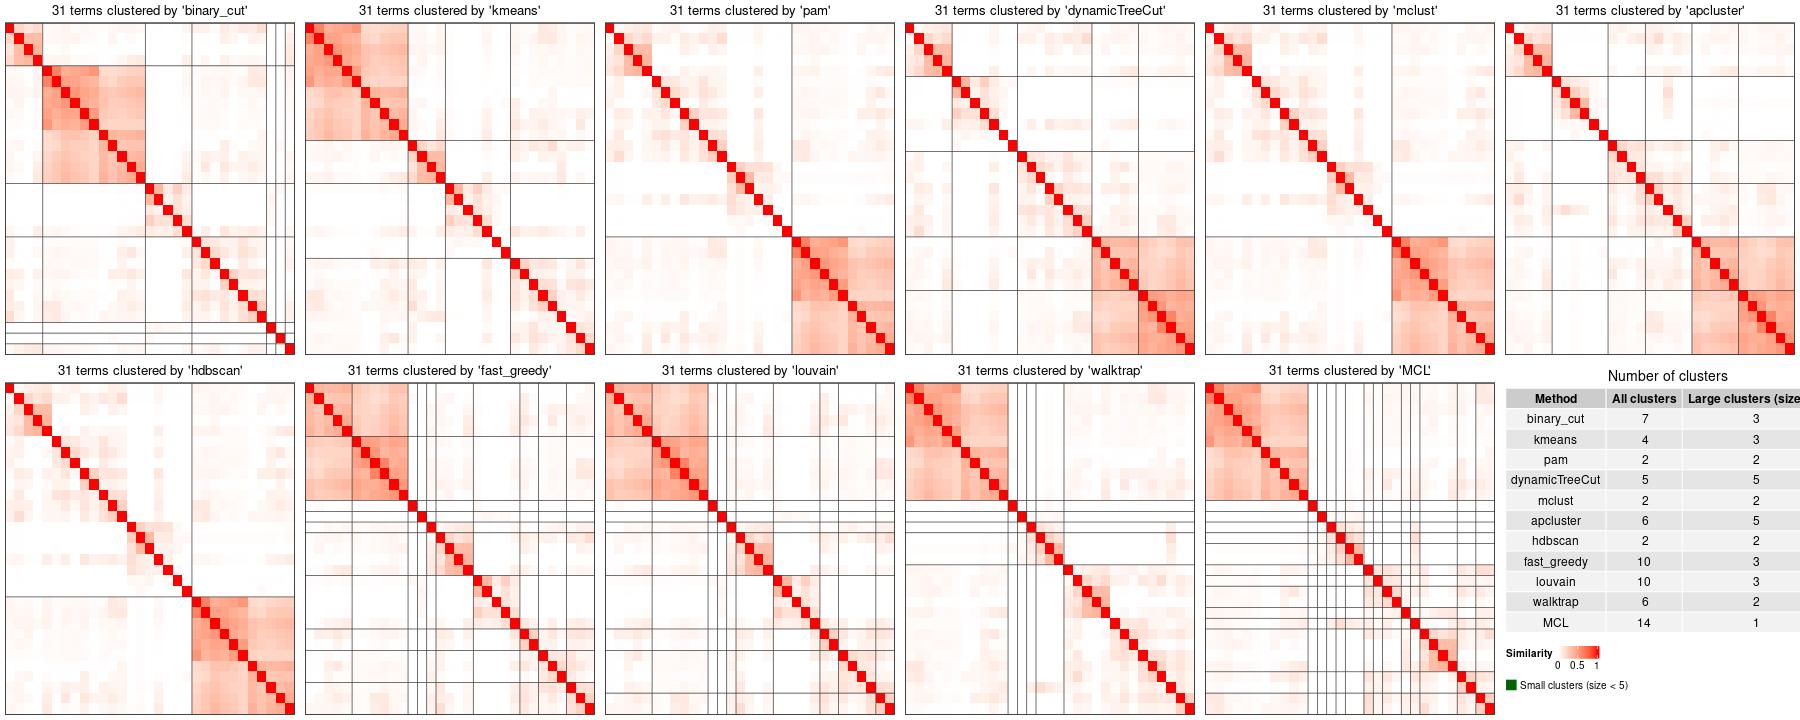 31 terms clustered by 'binary_cut'
31 terms clustered by 'kmeans'
31 terms clustered by 'pam'
31 terms clustered by 'dynamicTreeCut'
31 terms clustered by 'mclust'
31 terms clustered by 'apcluster'
31 terms clustered by 'hdbscan'
31 terms clustered by 'fast_greedy'
31 terms clustered by 'louvain'
31 terms clustered by 'walktrap'
31 terms clustered by 'MCL'
Number of clusters
Method All clusters Large clusters (size
binary_cut 7 3
kmeans 4 3
pam 2 2
dynamicTreeCut 5 5
mclust 2 2
apcluster 6 5
hdbscan 2 2
fast_greedy 10 3
louvain 10 3
walktrap 6 2
MCL 14 1
Similarity
0 0.5 1
Small clusters (size < 5)